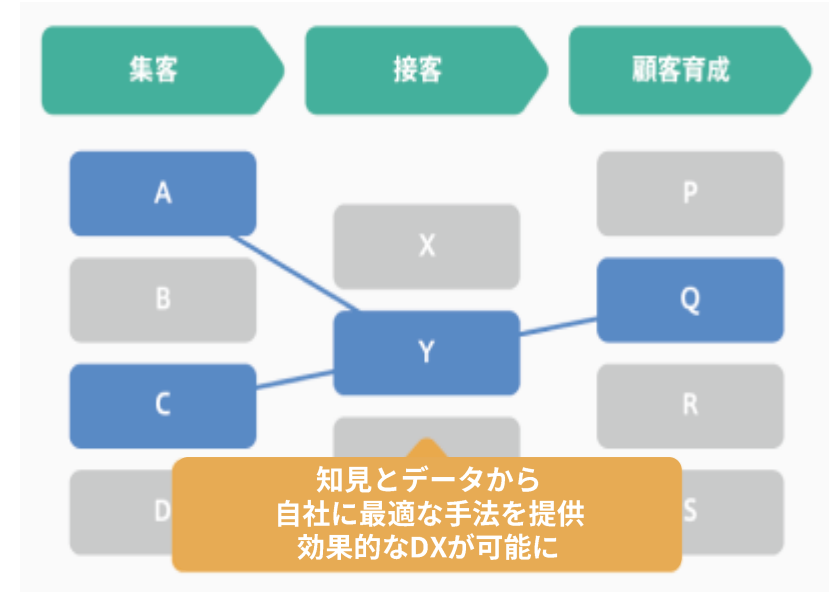 集客
接客
顧客育成
A
P
X
B
Q
Y
C
R
D
S
知見とデータから
自社に最適な手法を提供
効果的なDXが可能に